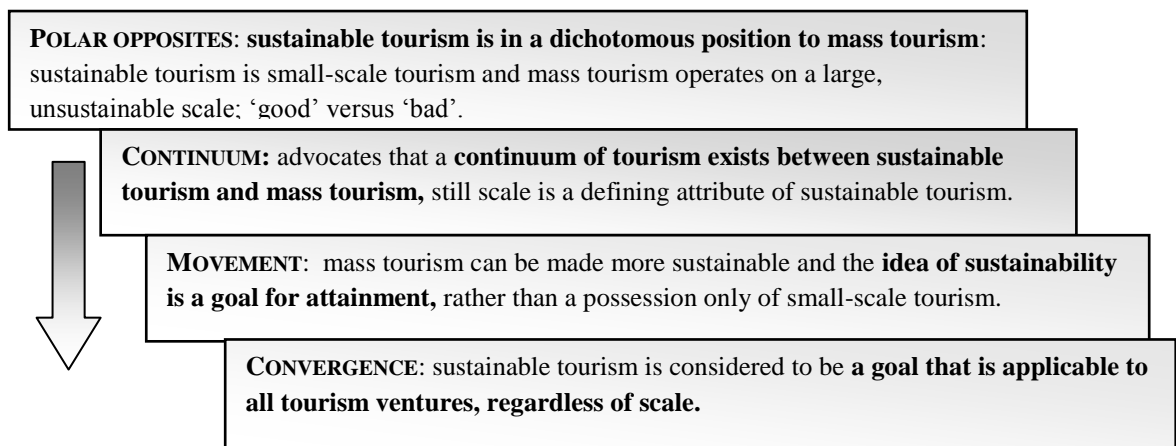 POLAR OPPOSITES: sustainable tourism is in a dichotomous position to mass tourism:
sustainable tourism is small-scale tourism and mass tourism operates on a large,
unsustainable scale; ‘good’ versus ‘bad’.
CONTINUUM: advocates that a continuum of tourism exists between sustainable
tourism and mass tourism, still scale is a defining attribute of sustainable tourism.
MOVEMENT: mass tourism can be made more sustainable and the idea of sustainability
is a goal for attainment, rather than a possession only of small-scale tourism.
CONVERGENCE: sustainable tourism is considered to be a goal that is applicable to
all tourism ventures, regardless of scale.